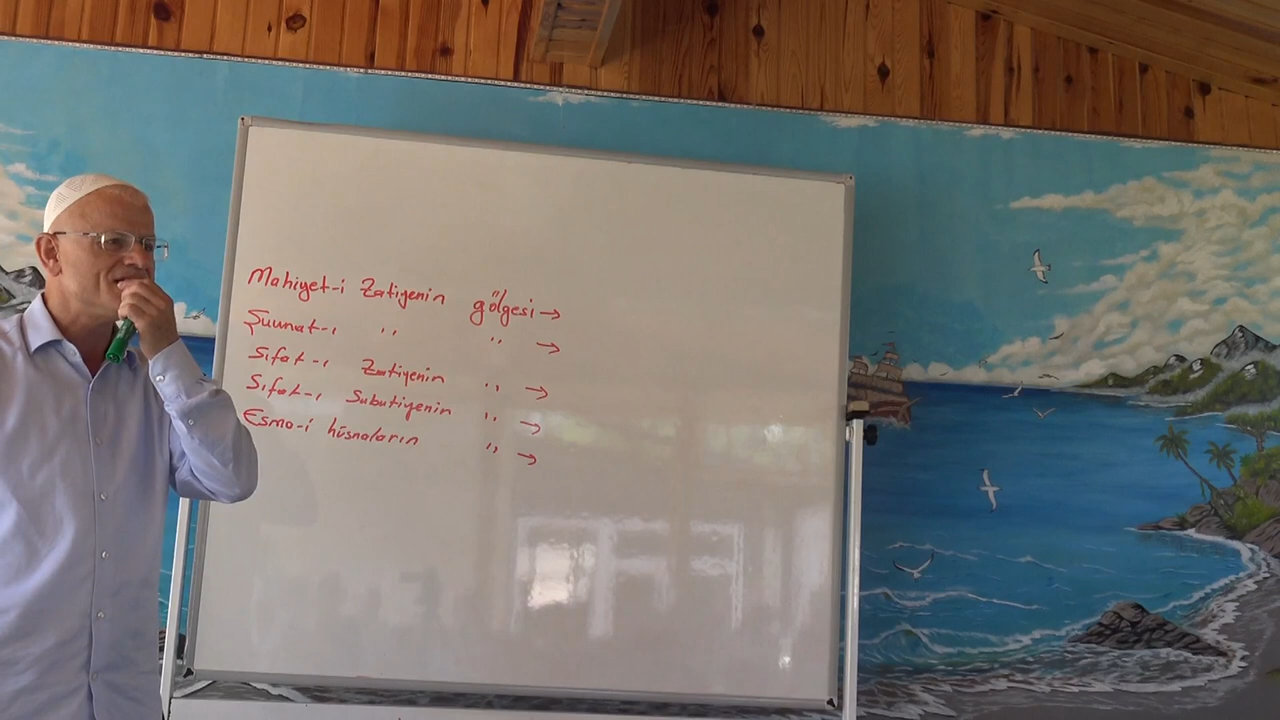 Mahiyet-i Zatiyenin gölgesi →
Şuunat-ı ,, ,, →
Sıfat-ı Zatiyenin ,, →
Sıfat-ı Subutiyenin ,, →
Esma-i hüsnaların ,, →